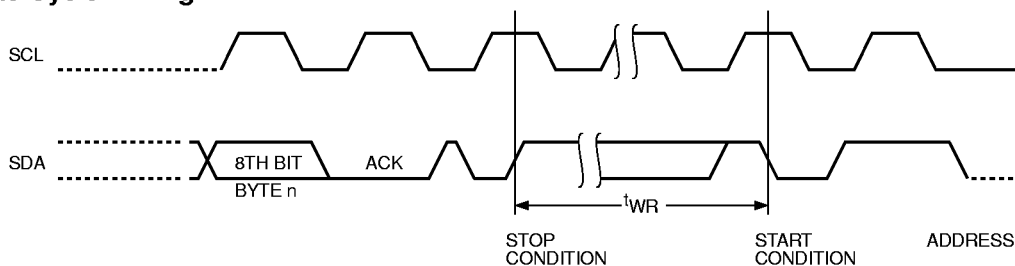 SCL
SDA
8TH BIT
ACK
BYTE n
tWR
STOP
CONDITION
START
CONDITION
ADDRESS